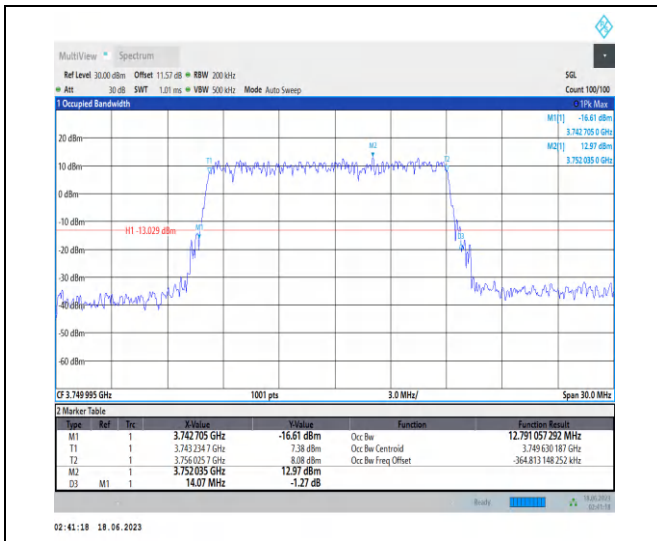 MultiView Spectrum
Ref Level 30.00 dBm Offset 11.57 dB RBW 200 kHz SGL
Att 30 dB SWT 1.01 ms VBW 500 kHz Mode Auto Sweep Count 100/100
1 Occupied Bandwidth 1Pk Max
M1[1] -16.61 dBm
3.742 705 0 GHz
M2[1] 12.97 dBm
3.752 035 0 GHz
20 dBm
M2
T1 T2
10 dBm
0 dBm
-10 dBm
H1 -13.029 dBm
M1
D3
-20 dBm
-30 dBm
-40 dBm
-50 dBm
-60 dBm
CF 3.749 995 GHz 1001 pts 3.0 MHz/ Span 30.0 MHz
2 Marker Table
Type Ref Trc X-Value Y-Value Function Function Result
M1 1 3.742 705 GHz -16.61 dBm Occ Bw 12.791 057 292 MHz
T1 1 3.743 234 7 GHz 7.38 dBm Occ Bw Centroid 3.749 630 187 GHz
T2 1 3.756 025 7 GHz 8.08 dBm Occ Bw Freq Offset -364.813 148 252 kHz
M2 1 3.752 035 GHz 12.97 dBm
D3 M1 1 14.07 MHz -1.27 dB
Ready
02:41:18
02:41:18 18.06.2023